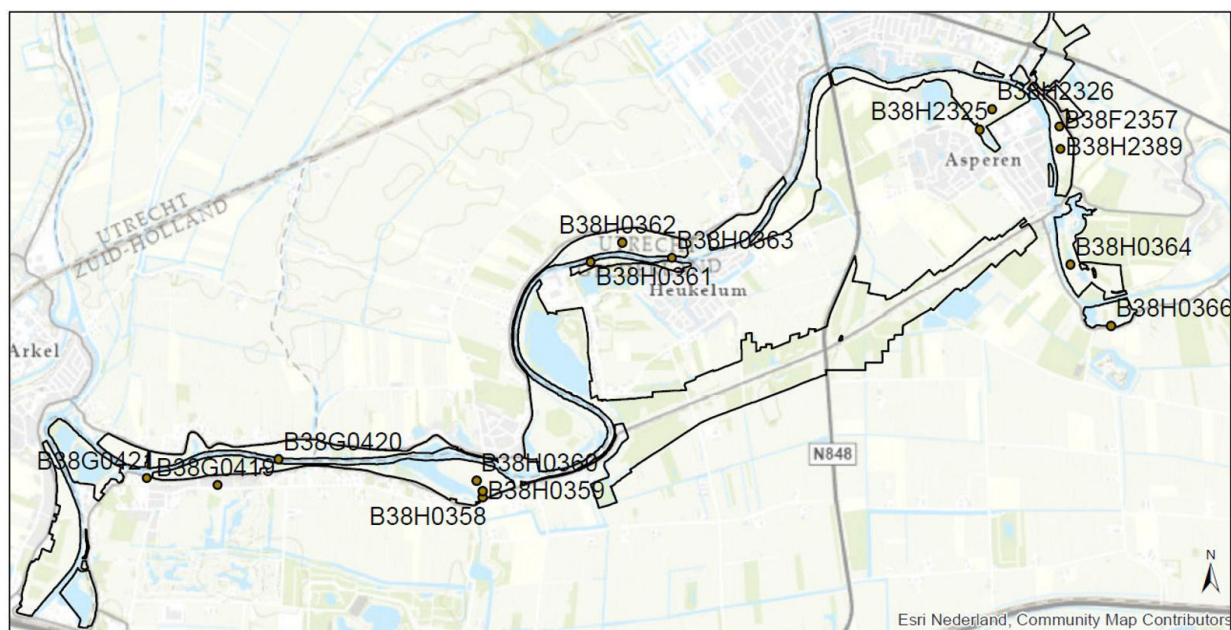 B38H2326
B38H2325
B38F2357
B38H2389
Asperen
UTRECHT
ZUID-HOLLAND
B38H0362
UTRECHT
B38H0363
B38H0364
B38H0361
Heukelum
B38H0366
Arkel
B38G0420
N848
B38G0421
B38G0419
B38H0360
B38H0359
B38H0358
N
Esri Nederland, Community Map Contributors